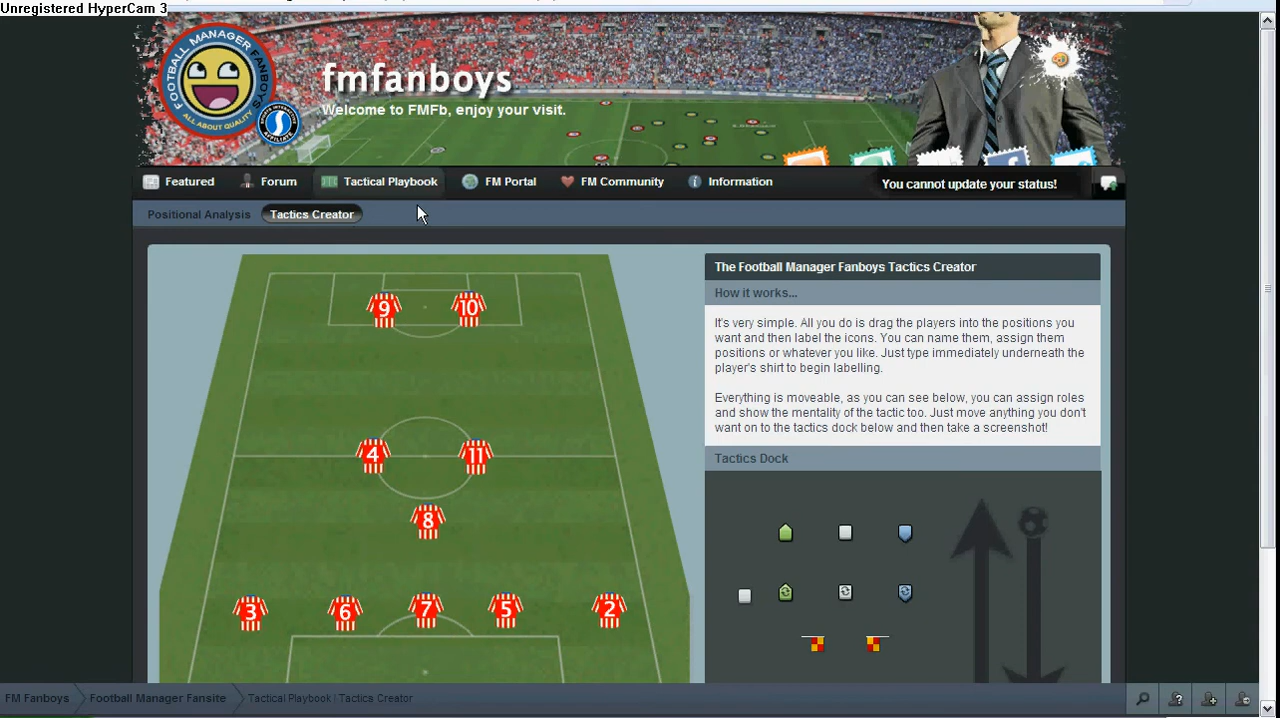 Unregistered HyperCam 3
FOOTBALL MANAGER FANBOYS
ALL ABOUT QUALITY
SPORTS INTERACTIVE
AFFILIATE
fmfanboys
Welcome to FMFb, enjoy your visit.
Featured Forum Tactical Playbook FM Portal FM Community Information You cannot update your status!
Positional Analysis Tactics Creator
9 10
4 11
8
3 6 7 5 2
The Football Manager Fanboys Tactics Creator
How it works...
It's very simple. All you do is drag the players into the positions you
want and then label the icons. You can name them, assign them
positions or whatever you like. Just type immediately underneath the
player's shirt to begin labelling.
Everything is moveable, as you can see below, you can assign roles
and show the mentality of the tactic too. Just move anything you don't
want on to the tactics dock below and then take a screenshot!
Tactics Dock
FM Fanboys Football Manager Fansite Tactical Playbook | Tactics Creator